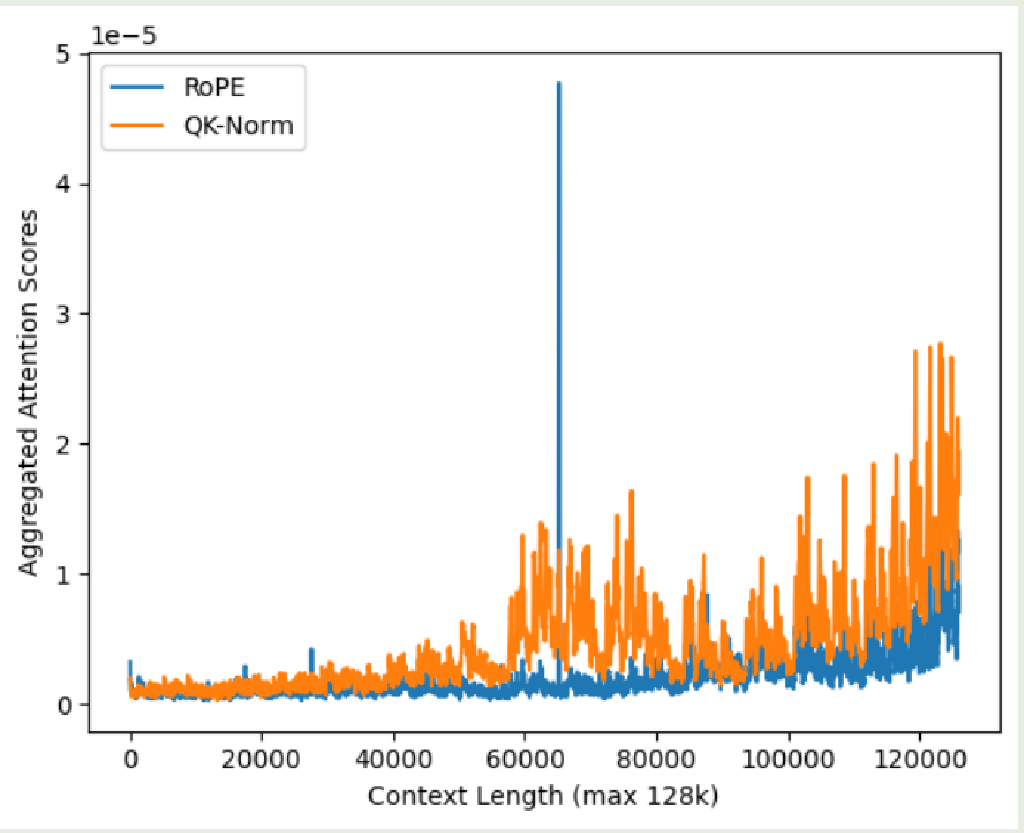 1e−5
RoPE
QK-Norm
5
4
3
2
1
0
Aggregated Attention Scores
0 20000 40000 60000 80000 100000 120000
Context Length (max 128k)